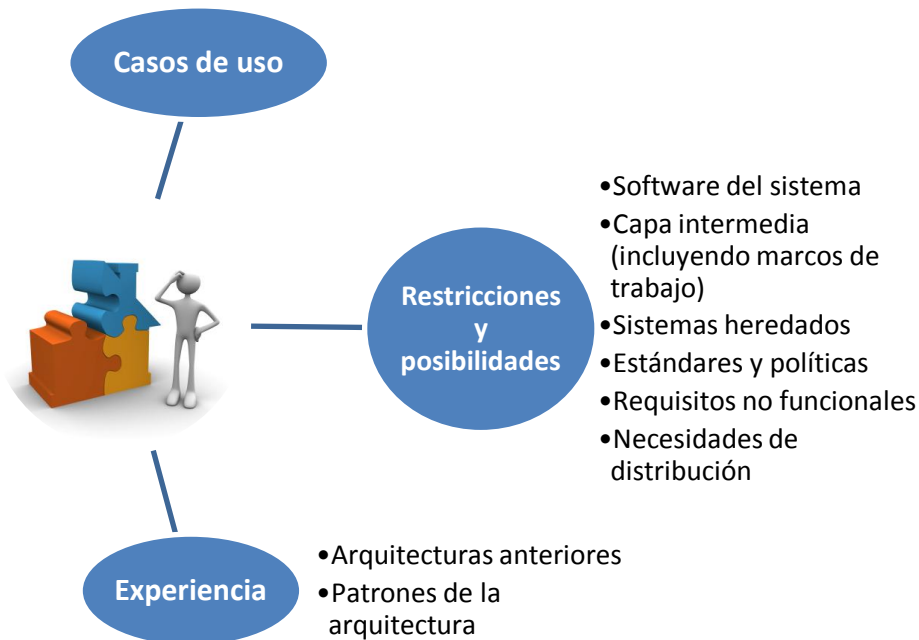 Casos de uso
Restricciones
y
posibilidades
•Software del sistema
•Capa intermedia
(incluyendo marcos de
trabajo)
•Sistemas heredados
•Estándares y políticas
•Requisitos no funcionales
•Necesidades de
distribución
Experiencia
•Arquitecturas anteriores
•Patrones de la
arquitectura